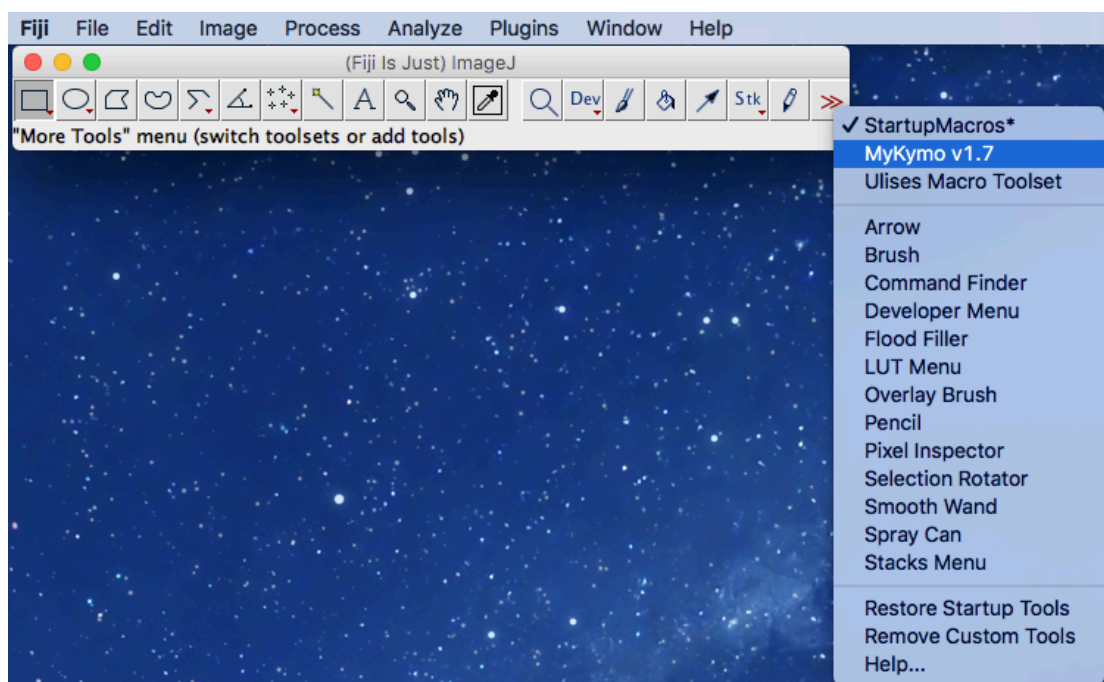 Fiji File Edit Image Process Analyze Plugins Window Help
(Fiji Is Just) ImageJ
A Dev Stk >>
"More Tools" menu (switch toolsets or add tools)
✓ StartupMacros*
MyKymo v1.7
Ulises Macro Toolset
Arrow
Brush
Command Finder
Developer Menu
Flood Filler
LUT Menu
Overlay Brush
Pencil
Pixel Inspector
Selection Rotator
Smooth Wand
Spray Can
Stacks Menu
Restore Startup Tools
Remove Custom Tools
Help...